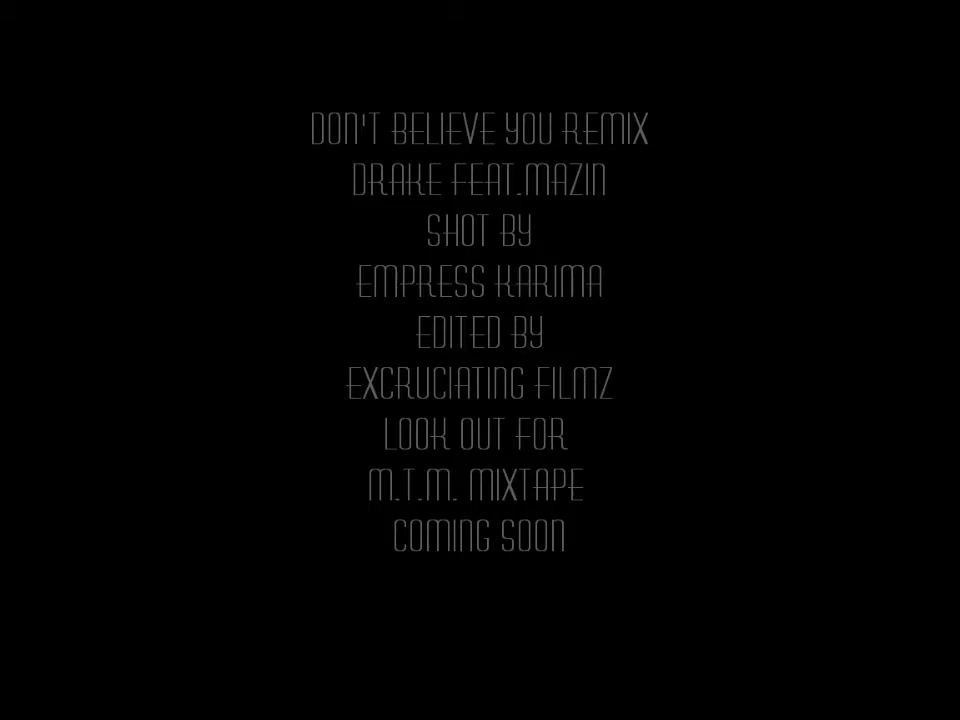 DON'T BELIEVE YOU REMIX
DRAKE FEAT.MAZIN
SHOT BY
EMPRESS KARIMA
EDITED BY
EXCRUCIATING FILMZ
LOOK OUT FOR
M.T.M. MIXTAPE
COMING SOON